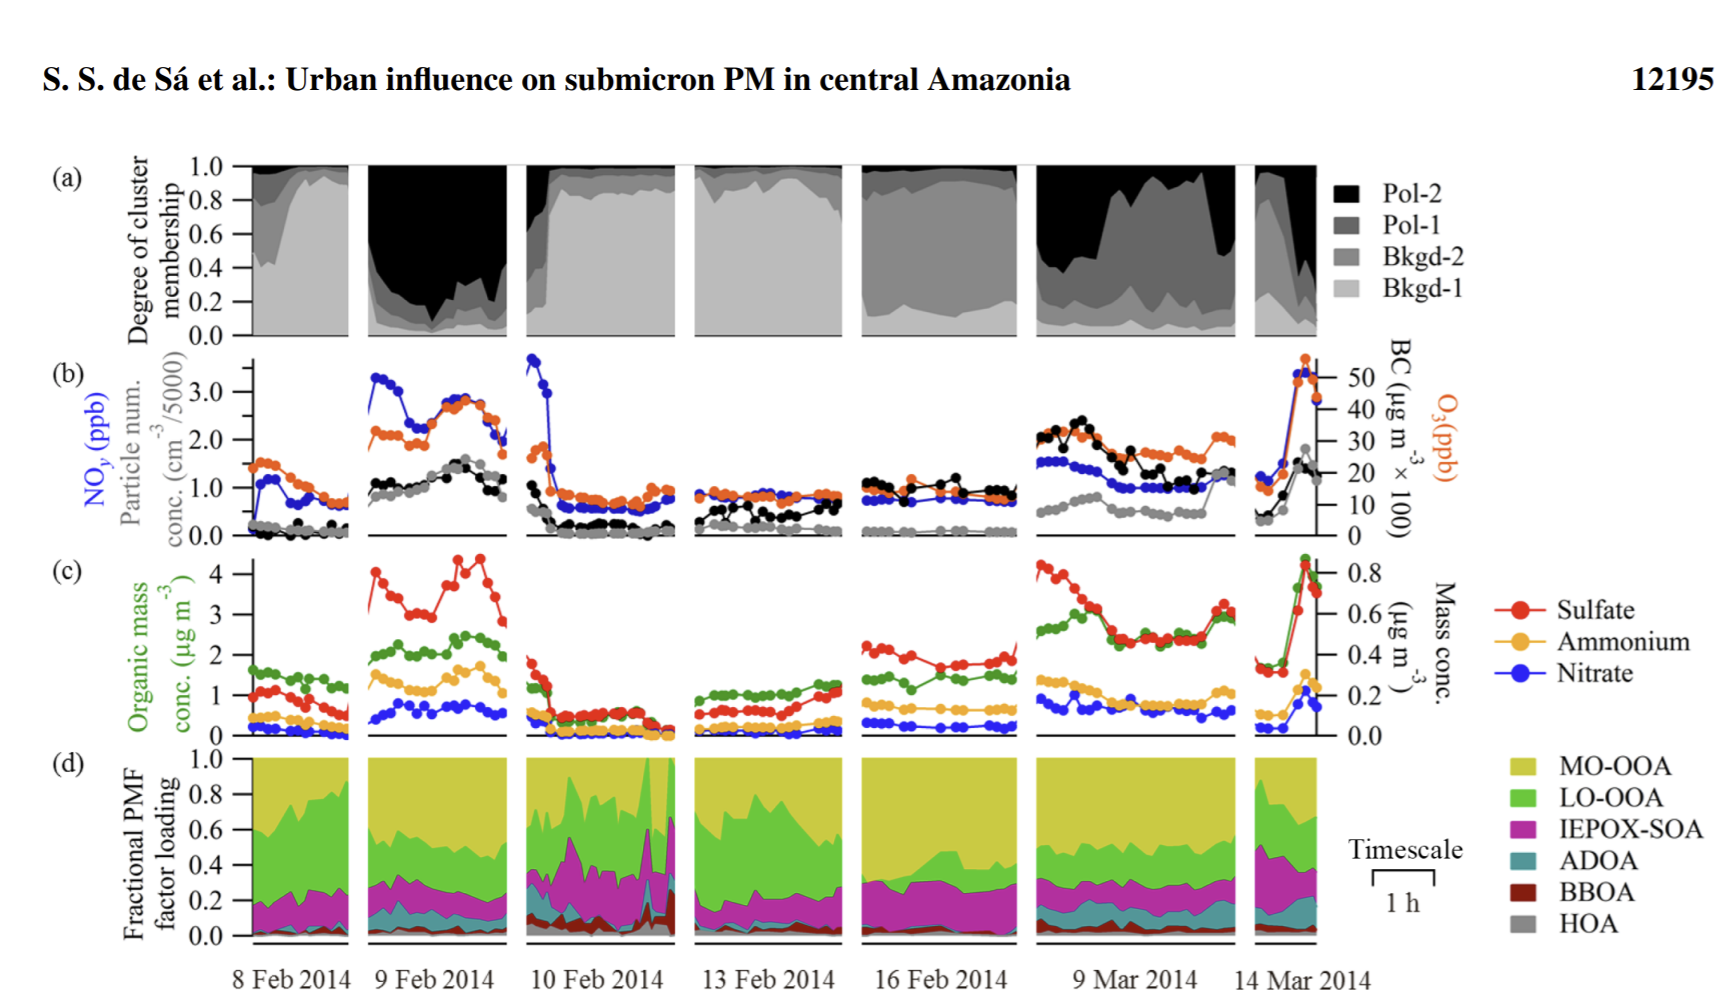 S. S. de Sá et al.: Urban influence on submicron PM in central Amazonia 12195
(a)
Degree of cluster
membership
1.0
0.8
0.6
0.4
0.2
0.0
Pol-2
Pol-1
Bkgd-2
Bkgd-1
(b)
NOy (ppb)
Particle num.
conc. (cm-3/5000)
3.0
2.0
1.0
0.0
50
40
30
20
10
0
BC (µg m-3 × 100)
O3(ppb)
(c)
Organic mass
conc. (µg m-3)
4
3
2
1
0
0.8
0.6
0.4
0.2
0.0
Mass conc.
(µg m-3)
Sulfate
Ammonium
Nitrate
(d)
Fractional PMF
factor loading
1.0
0.8
0.6
0.4
0.2
0.0
MO-OOA
LO-OOA
IEPOX-SOA
ADOA
BBOA
HOA
Timescale
1 h
8 Feb 2014 9 Feb 2014 10 Feb 2014 13 Feb 2014 16 Feb 2014 9 Mar 2014 14 Mar 2014